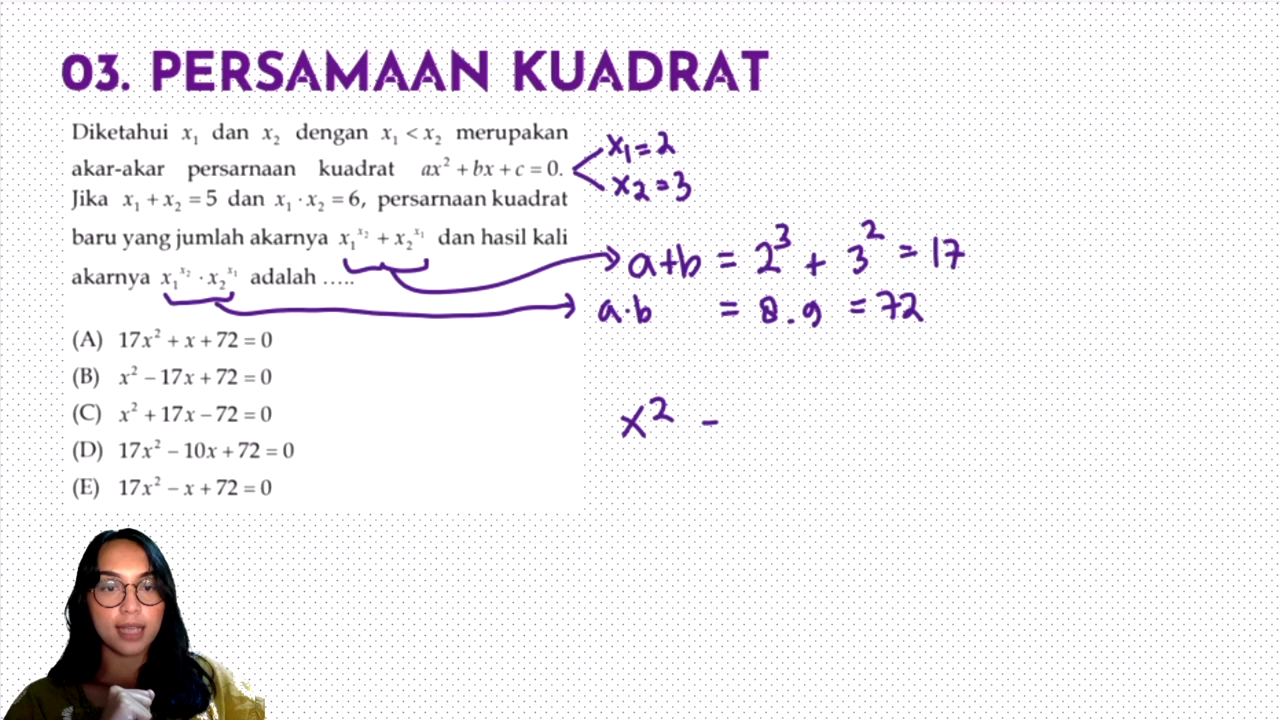 03. PERSAMAAN KUADRAT
Diketahui x₁ dan x₂ dengan x₁ < x₂ merupakan
akar-akar persarnaan kuadrat ax² + bx + c = 0.
Jika x₁ + x₂ = 5 dan x₁ · x₂ = 6, persarnaan kuadrat
baru yang jumlah akarnya x₁^x₂ + x₂^x₁ dan hasil kali
akarnya x₁^x₂ · x₂^x₁ adalah .....
(A) 17x² + x + 72 = 0
(B) x² – 17x + 72 = 0
(C) x² + 17x – 72 = 0
(D) 17x² – 10x + 72 = 0
(E) 17x² – x + 72 = 0
x₁ = 2
x₂ = 3
a+b = 2³ + 3² = 17
a·b = 8.9 = 72
x² -